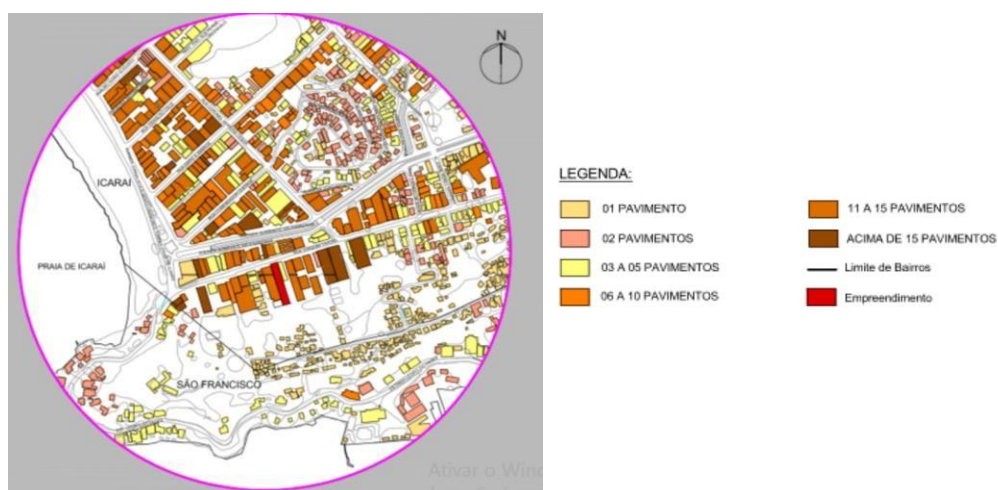 N
ICARAÍ
PRAIA DE ICARAÍ
SÃO FRANCISCO
Ativar o Wind
LEGENDA:
01 PAVIMENTO
02 PAVIMENTOS
03 A 05 PAVIMENTOS
06 A 10 PAVIMENTOS
11 A 15 PAVIMENTOS
ACIMA DE 15 PAVIMENTOS
Limite de Bairros
Empreendimento